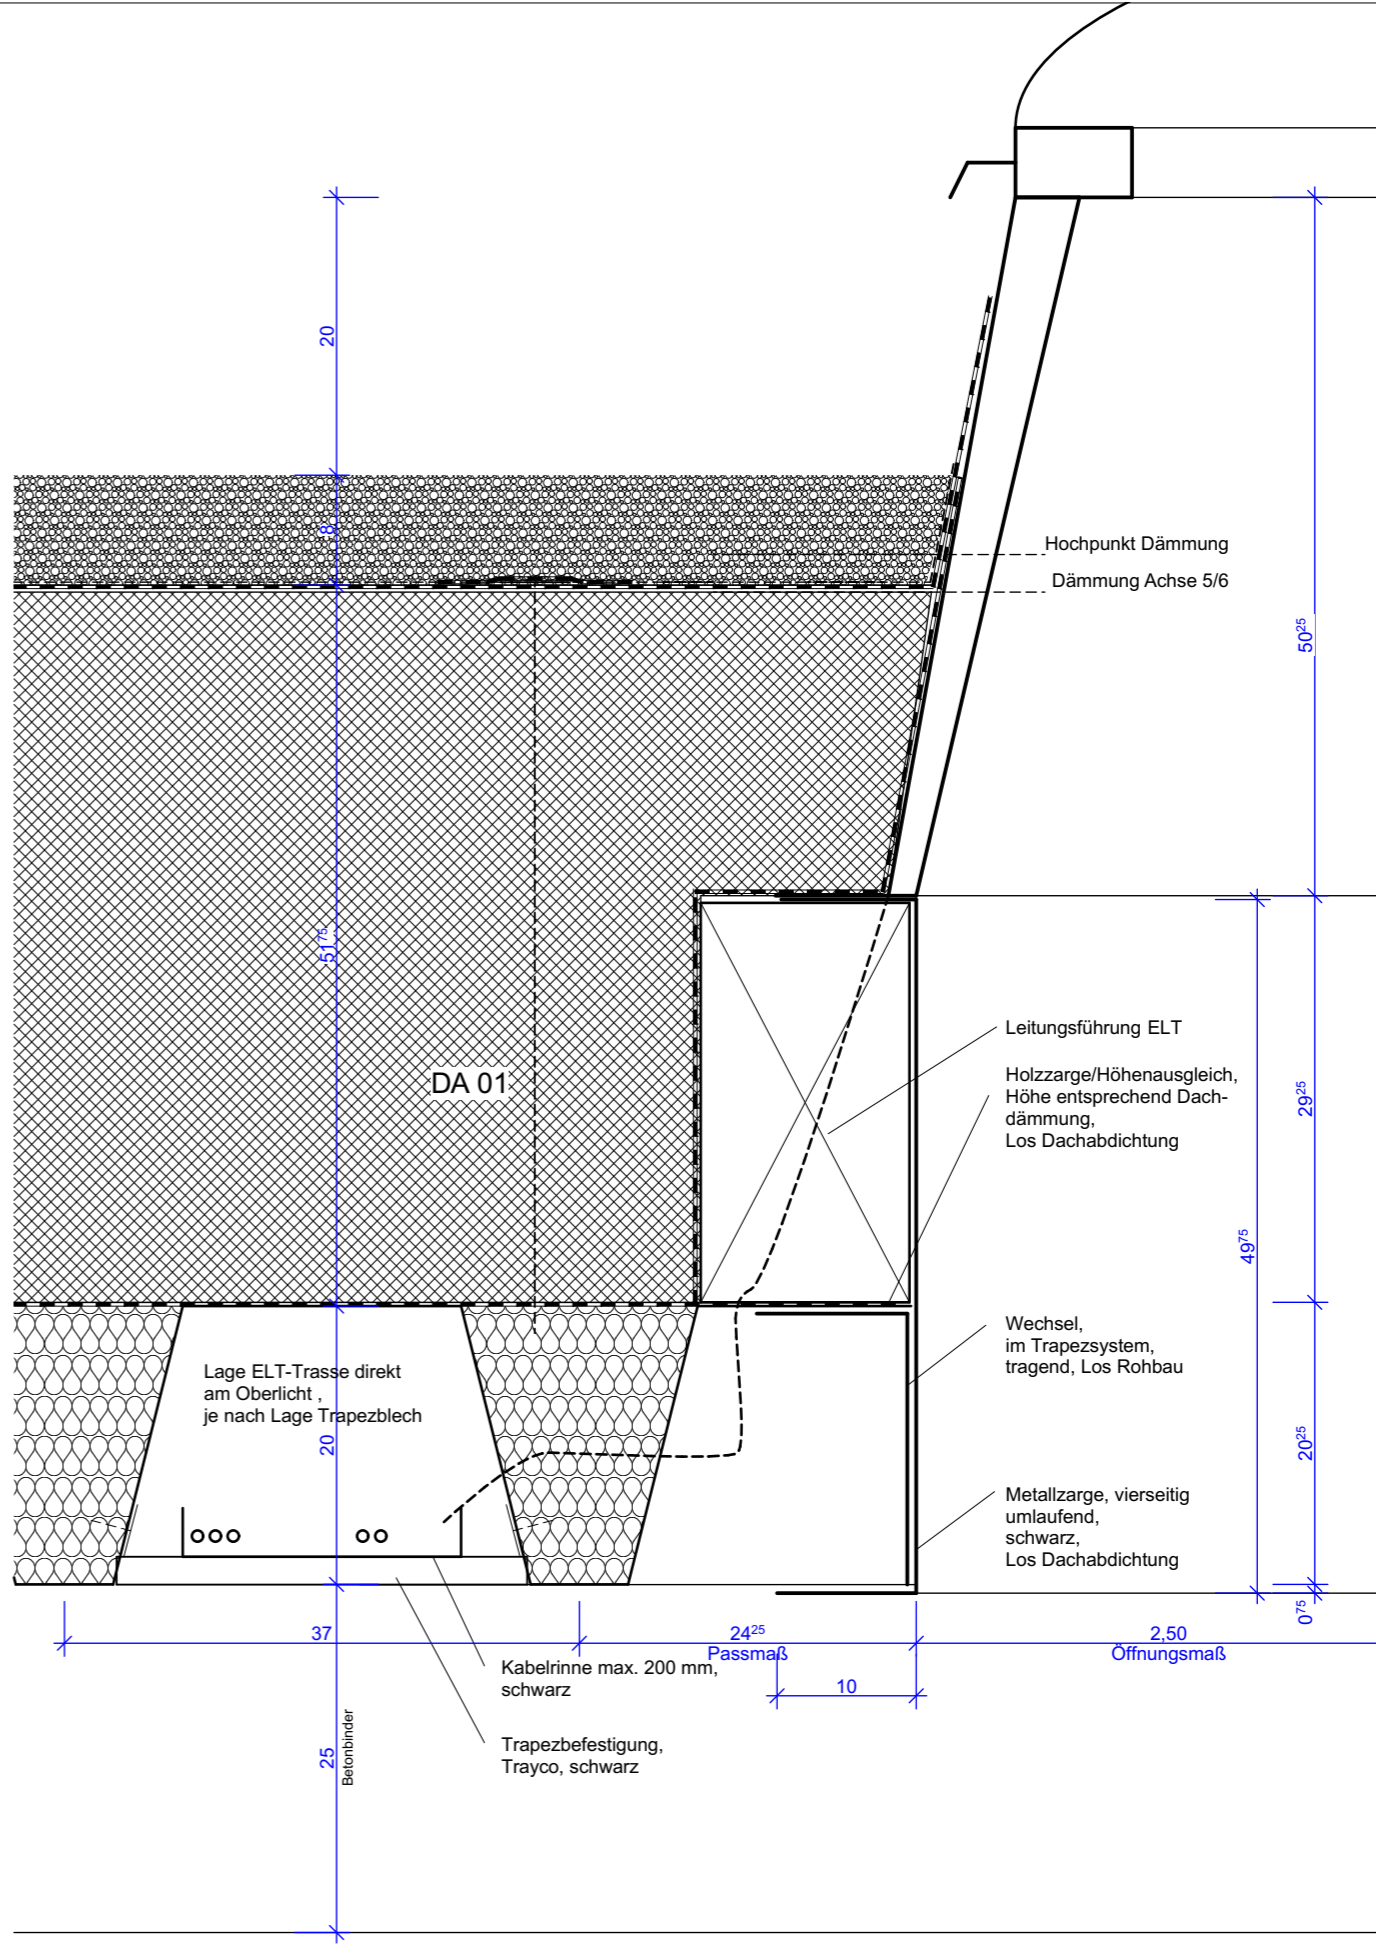 20
8
Hochpunkt Dämmung
Dämmung Achse 5/6
50²⁵
51⁷⁵
DA 01
Leitungsführung ELT
Holzzarge/Höhenausgleich,
Höhe entsprechend Dach-
dämmung,
Los Dachabdichtung
29²⁵
49⁷⁵
Wechsel,
im Trapezsystem,
tragend, Los Rohbau
Lage ELT-Trasse direkt
am Oberlicht ,
je nach Lage Trapezblech
20
20²⁵
Metallzarge, vierseitig
umlaufend,
schwarz,
Los Dachabdichtung
0⁷⁵
37
24²⁵
Passmaß
2,50
Öffnungsmaß
10
Kabelrinne max. 200 mm,
schwarz
Trapezbefestigung,
Trayco, schwarz
25
Betonbinder